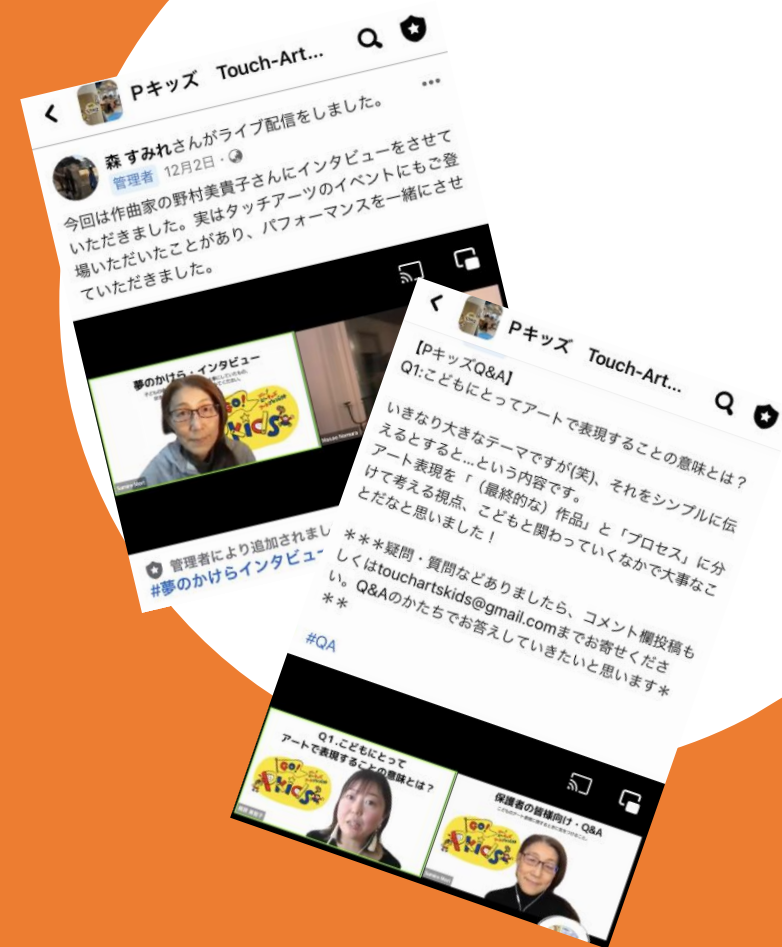 Pキッズ Touch-Art...
森 すみれさんがライブ配信をしました。
管理者 12月2日
今回は作曲家の野村美貴子さんにインタビューをさせて
いただきました。実はタッチアーツのイベントにもご登
場いただいたことがあり、パフォーマンスを一緒にさせ
ていただきました。
夢のかけら・インタビュー
GO!
P KIDS
管理者により追加されまし
#夢のかけらインタビュー
Pキッズ Touch-Art...
【PキッズQ&A】
Q1:こどもにとってアートで表現することの意味とは？
いきなり大きなテーマですが(笑)、それをシンプルに伝
えるとすると...という内容です。
アート表現を「（最終的な）作品」と「プロセス」に分
けて考える視点、こどもと関わっていくなかで大事なこ
とだなと思いました！
＊＊＊疑問・質問などありましたら、コメント欄投稿も
しくはtouchartskids@gmail.comまでお寄せくださ
い。Q&Aのかたちでお答えしていきたいと思います＊
＊＊
#QA
Q1.こどもにとって
アートで表現することの意味とは？
GO!
P KIDS
保護者の皆様向け・Q&A
GO!
P KIDS